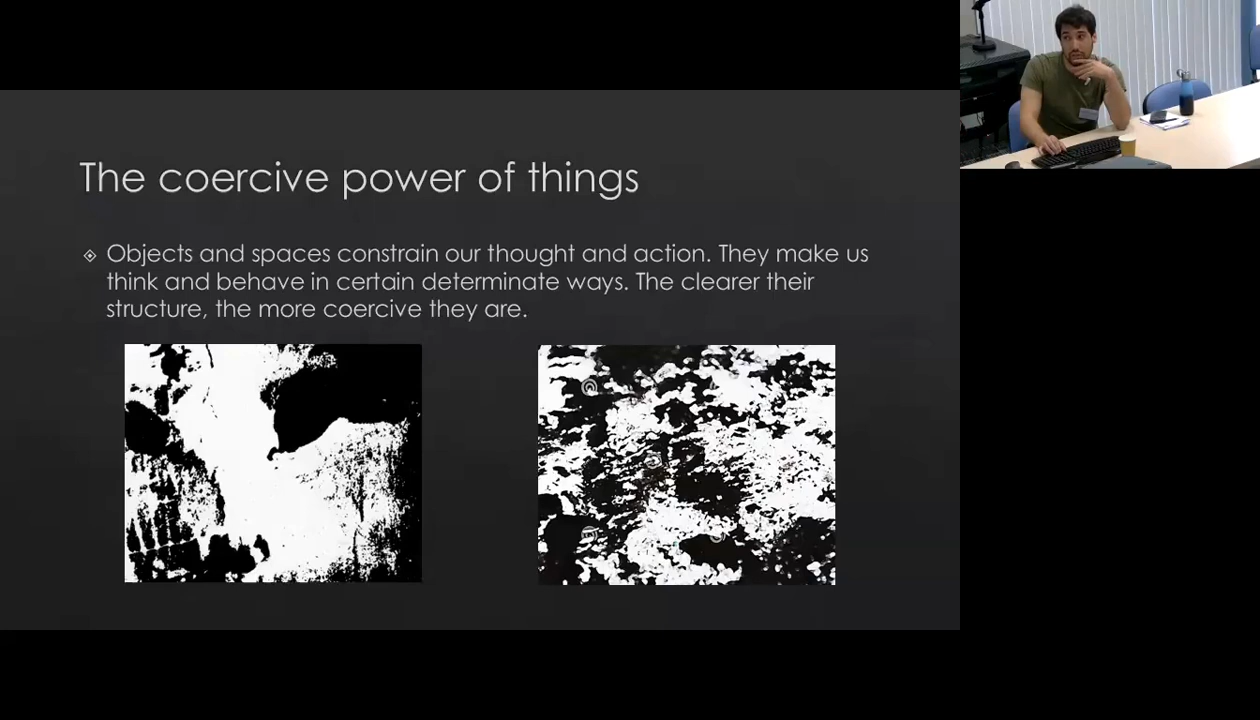 The coercive power of things
Objects and spaces constrain our thought and action. They make us
think and behave in certain determinate ways. The clearer their
structure, the more coercive they are.